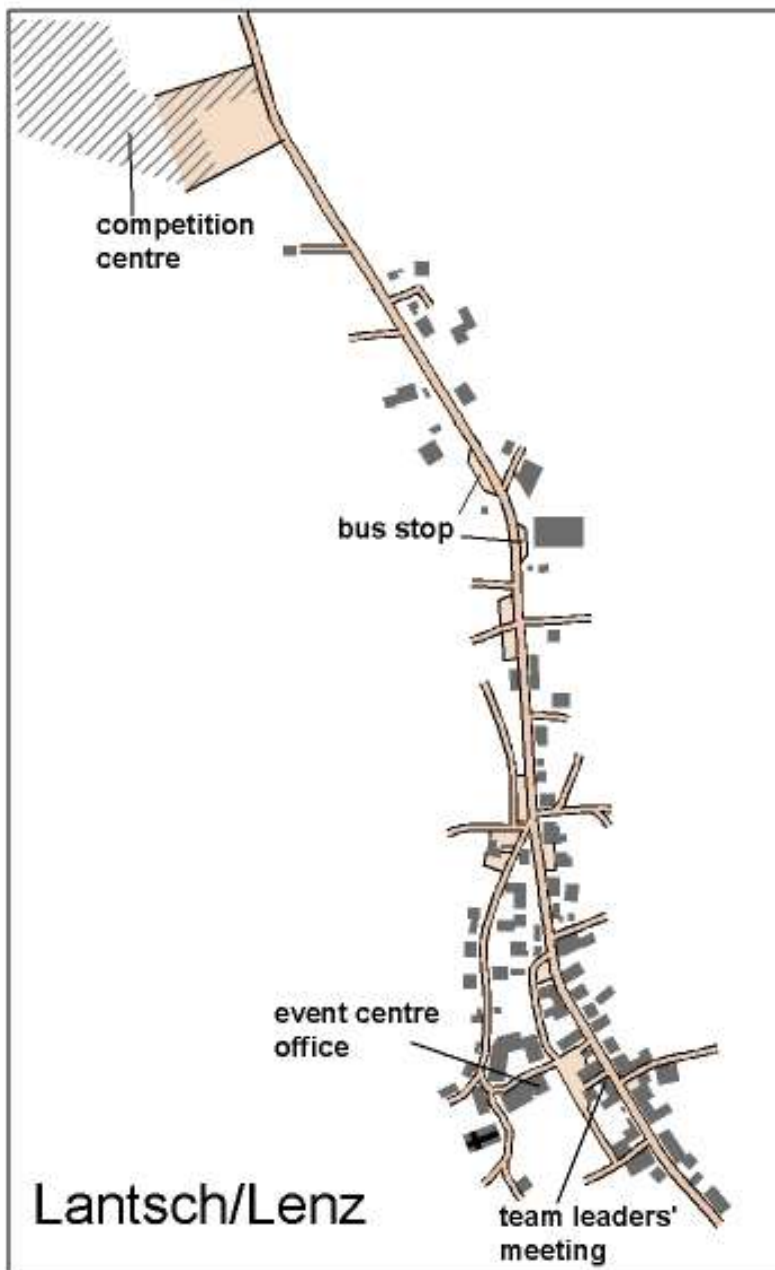 competition
centre
bus stop
event centre
office
Lantsch/Lenz
team leaders'
meeting